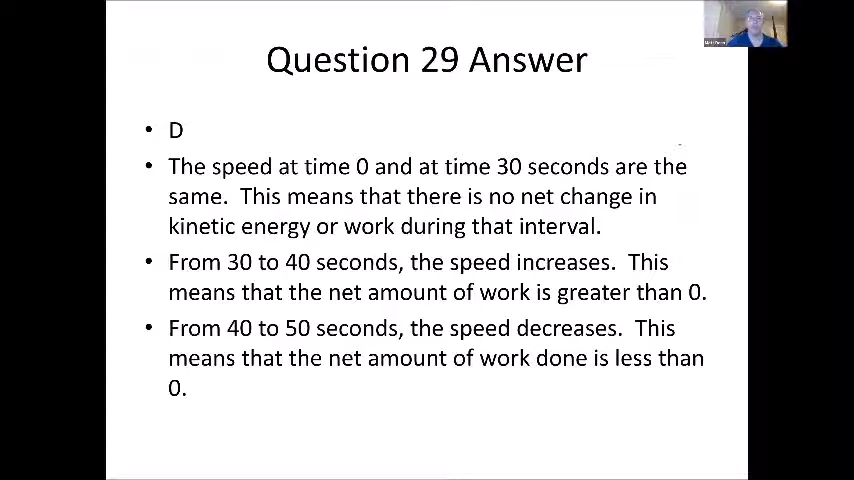 Question 29 Answer
• D
• The speed at time 0 and at time 30 seconds are the
same.  This means that there is no net change in
kinetic energy or work during that interval.
• From 30 to 40 seconds, the speed increases.  This
means that the net amount of work is greater than 0.
• From 40 to 50 seconds, the speed decreases.  This
means that the net amount of work done is less than
0.